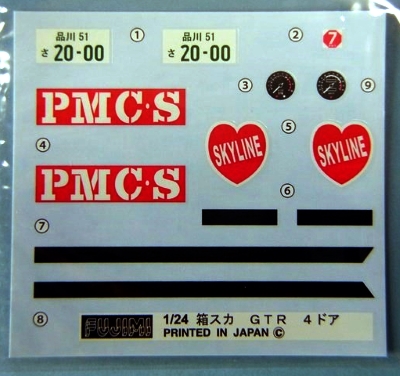 品川 51
さ 20-00
①
品川 51
さ 20-00
②
7
③
⑨
PMC·S
④
PMC·S
SKYLINE
⑤
SKYLINE
⑥
⑦
⑧
FUJIMI
1/24 箱スカ GTR 4ドア
PRINTED IN JAPAN ©